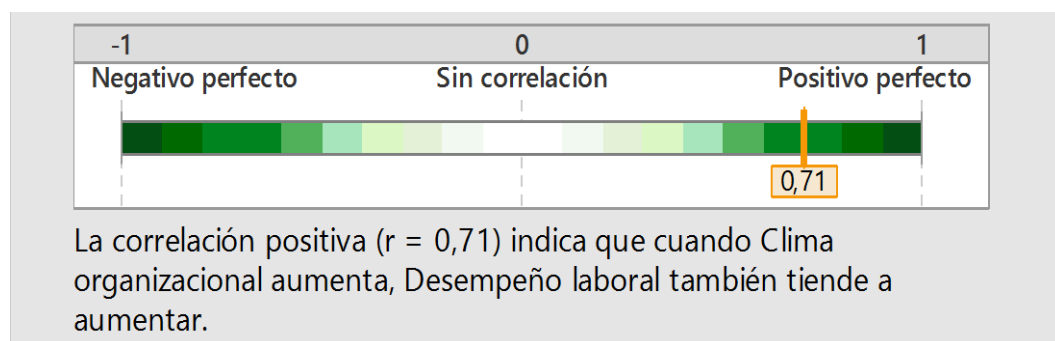 -1 0 1
Negativo perfecto Sin correlación Positivo perfecto
0,71
La correlación positiva (r = 0,71) indica que cuando Clima
organizacional aumenta, Desempeño laboral también tiende a
aumentar.